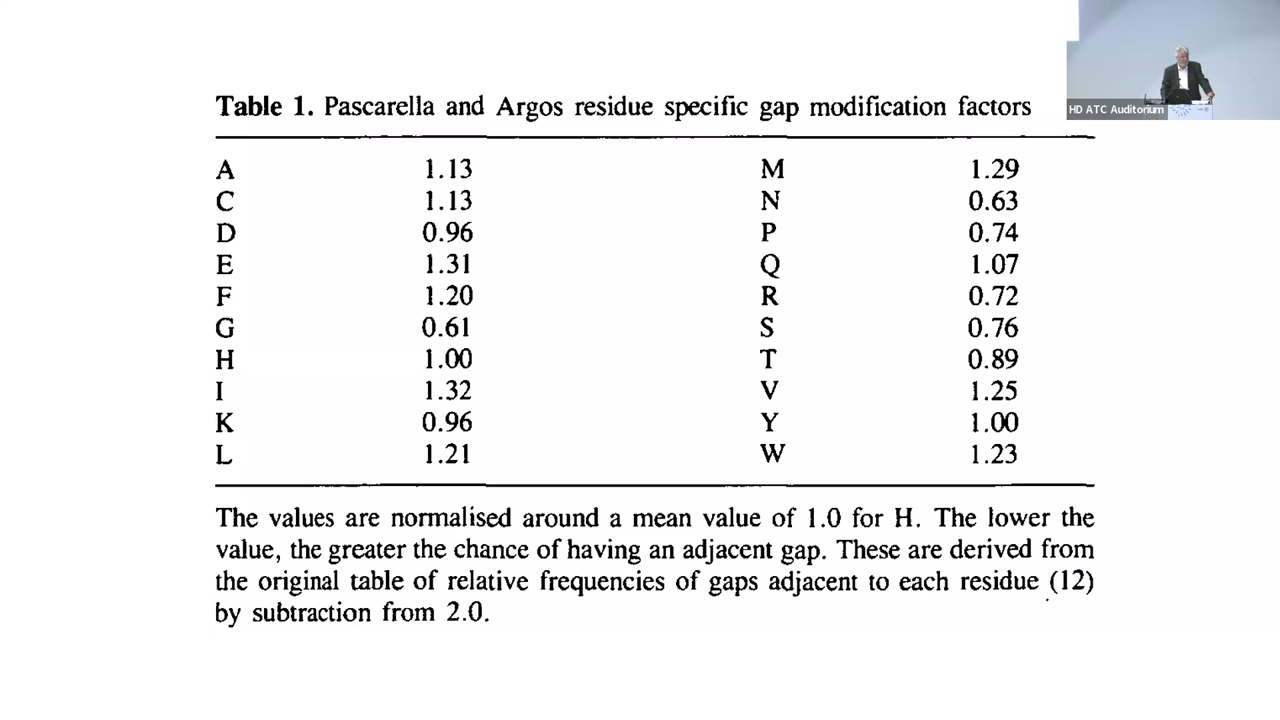 HD ATC Auditorium
Table 1. Pascarella and Argos residue specific gap modification factors
A 1.13 M 1.29
C 1.13 N 0.63
D 0.96 P 0.74
E 1.31 Q 1.07
F 1.20 R 0.72
G 0.61 S 0.76
H 1.00 T 0.89
I 1.32 V 1.25
K 0.96 Y 1.00
L 1.21 W 1.23
The values are normalised around a mean value of 1.0 for H. The lower the
value, the greater the chance of having an adjacent gap. These are derived from
the original table of relative frequencies of gaps adjacent to each residue (12)
by subtraction from 2.0.